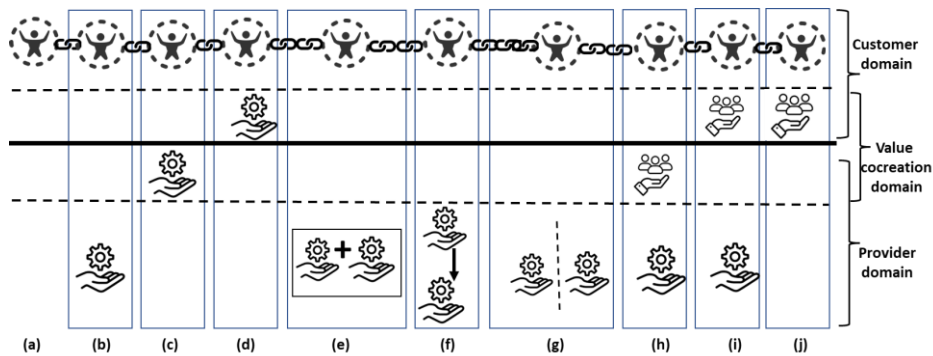 Customer
domain
Value
cocreation
domain
Provider
domain
(a)
(b)
(c)
(d)
(e)
(f)
(g)
(h)
(i)
(j)